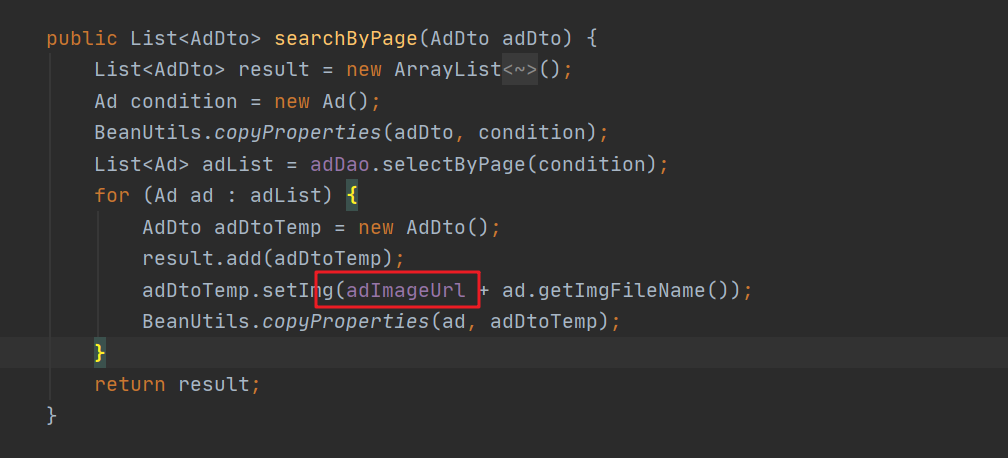 public List<AdDto> searchByPage(AdDto adDto) {
List<AdDto> result = new ArrayList<~>();
Ad condition = new Ad();
BeanUtils.copyProperties(adDto, condition);
List<Ad> adList = adDao.selectByPage(condition);
for (Ad ad : adList) {
AdDto adDtoTemp = new AdDto();
result.add(adDtoTemp);
adDtoTemp.setImg(adImageUrl + ad.getImgFileName());
BeanUtils.copyProperties(ad, adDtoTemp);
}
return result;
}